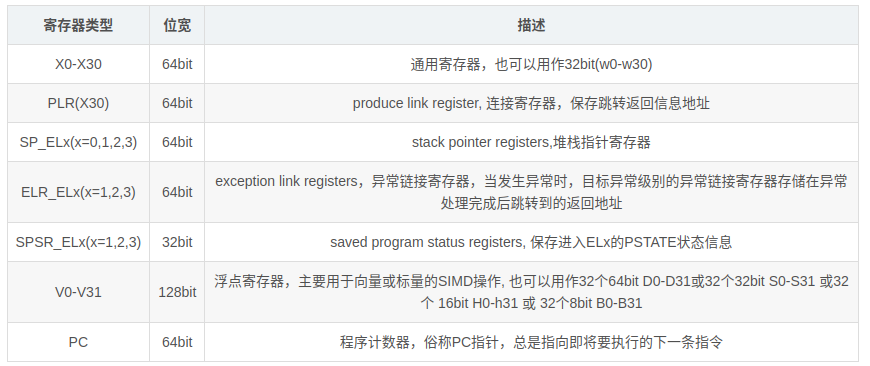 寄存器类型 位宽 描述
X0-X30 64bit 通用寄存器，也可以用作32bit(w0-w30)
PLR(X30) 64bit produce link register, 连接寄存器，保存跳转返回信息地址
SP_ELx(x=0,1,2,3) 64bit stack pointer registers,堆栈指针寄存器
ELR_ELx(x=1,2,3) 64bit exception link registers，异常链接寄存器，当发生异常时，目标异常级别的异常链接寄存器存储在异常
处理完成后跳转到的返回地址
SPSR_ELx(x=1,2,3) 32bit saved program status registers, 保存进入ELx的PSTATE状态信息
V0-V31 128bit 浮点寄存器，主要用于向量或标量的SIMD操作, 也可以用作32个64bit D0-D31或32个32bit S0-S31 或32
个 16bit H0-h31 或 32个8bit B0-B31
PC 64bit 程序计数器，俗称PC指针，总是指向即将要执行的下一条指令